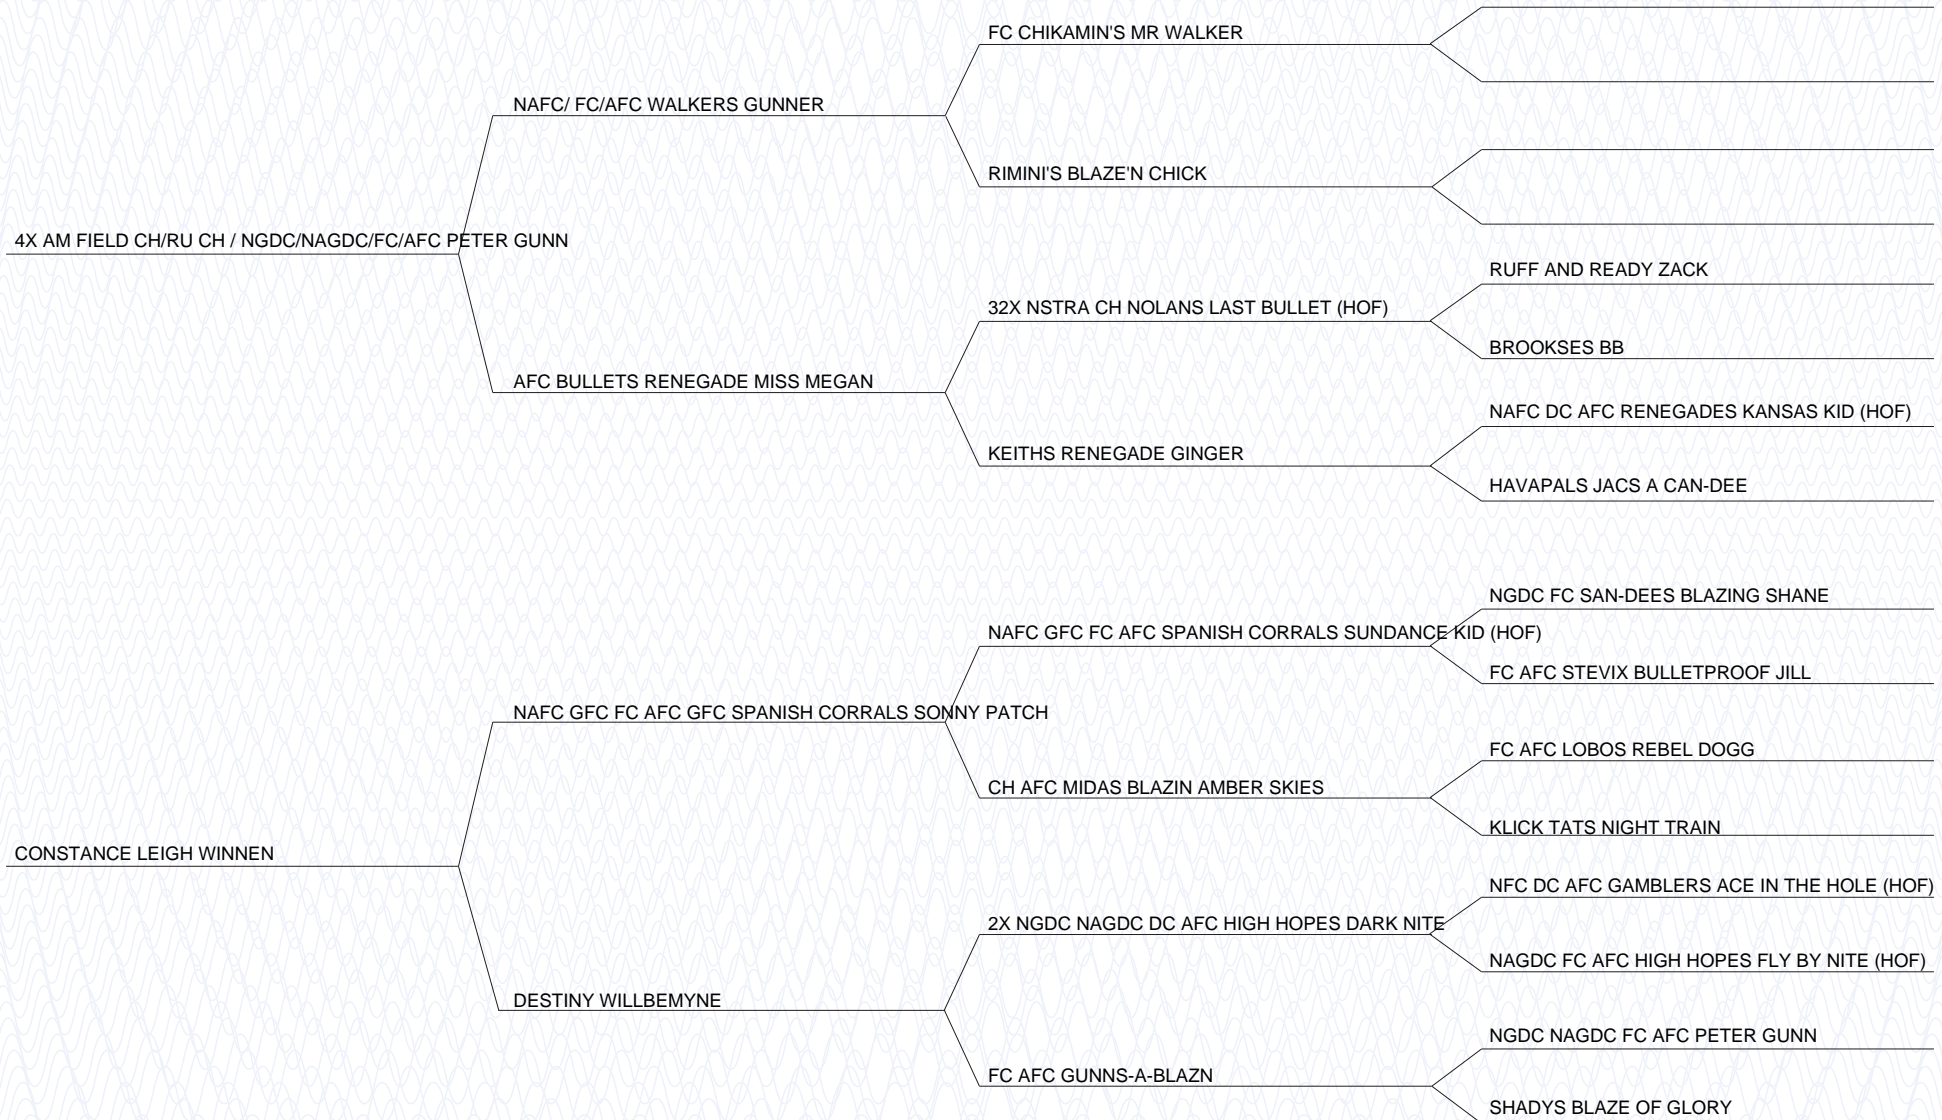 FC CHIKAMIN'S MR WALKER
NAFC/ FC/AFC WALKERS GUNNER
RIMINI'S BLAZE'N CHICK
4X AM FIELD CH/RU CH / NGDC/NAGDC/FC/AFC PETER GUNN
RUFF AND READY ZACK
32X NSTRA CH NOLANS LAST BULLET (HOF)
BROOKSES BB
AFC BULLETS RENEGADE MISS MEGAN
NAFC DC AFC RENEGADES KANSAS KID (HOF)
KEITHS RENEGADE GINGER
HAVAPALS JACS A CAN-DEE
NGDC FC SAN-DEES BLAZING SHANE
NAFC GFC FC AFC SPANISH CORRALS SUNDANCE KID (HOF)
FC AFC STEVIX BULLETPROOF JILL
NAFC GFC FC AFC GFC SPANISH CORRALS SONNY PATCH
FC AFC LOBOS REBEL DOGG
CH AFC MIDAS BLAZIN AMBER SKIES
KLICK TATS NIGHT TRAIN
CONSTANCE LEIGH WINNEN
NFC DC AFC GAMBLERS ACE IN THE HOLE (HOF)
2X NGDC NAGDC DC AFC HIGH HOPES DARK NITE
NAGDC FC AFC HIGH HOPES FLY BY NITE (HOF)
DESTINY WILLBEMYNE
NGDC NAGDC FC AFC PETER GUNN
FC AFC GUNNS-A-BLAZN
SHADYS BLAZE OF GLORY